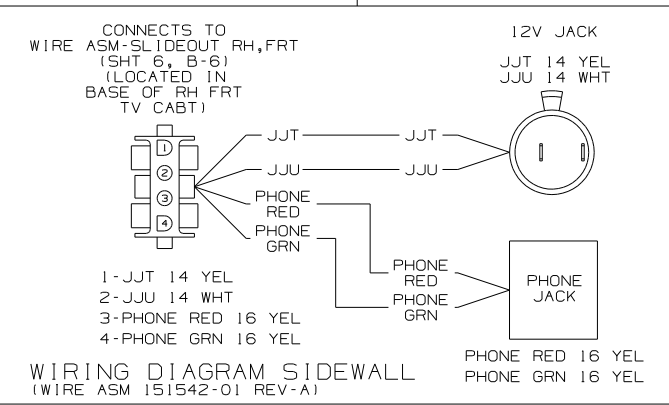 CONNECTS TO
WIRE ASM-SLIDEOUT RH,FRT
(SHT 6, B-6)
(LOCATED IN
BASE OF RH FRT
TV CABT)
12V JACK
JJT 14 YEL
JJU 14 WHT
1
2
3
4
JJT
JJT
JJU
JJU
PHONE
RED
PHONE
GRN
PHONE
RED
PHONE
GRN
PHONE
JACK
1-JJT 14 YEL
2-JJU 14 WHT
3-PHONE RED 16 YEL
4-PHONE GRN 16 YEL
PHONE RED 16 YEL
PHONE GRN 16 YEL
WIRING DIAGRAM SIDEWALL
(WIRE ASM 151542-01 REV-A)